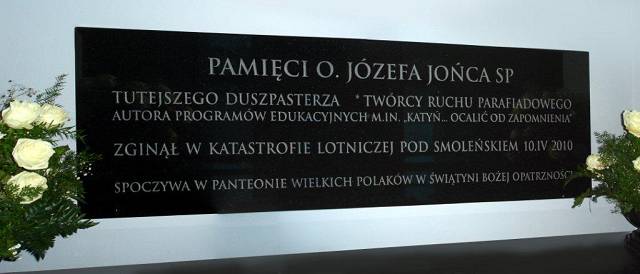 PAMIĘCI O. JÓZEFA JOŃCA SP
TUTEJSZEGO DUSZPASTERZA * TWÓRCY RUCHU PARAFIADOWEGO
AUTORA PROGRAMÓW EDUKACYJNYCH M.IN. „KATYŃ... OCALIĆ OD ZAPOMNIENIA"
ZGINĄŁ W KATASTROFIE LOTNICZEJ POD SMOLEŃSKIEM 10.IV 2010
SPOCZYWA W PANTEONIE WIELKICH POLAKÓW W ŚWIĄTYNI BOŻEJ OPATRZNOŚCI